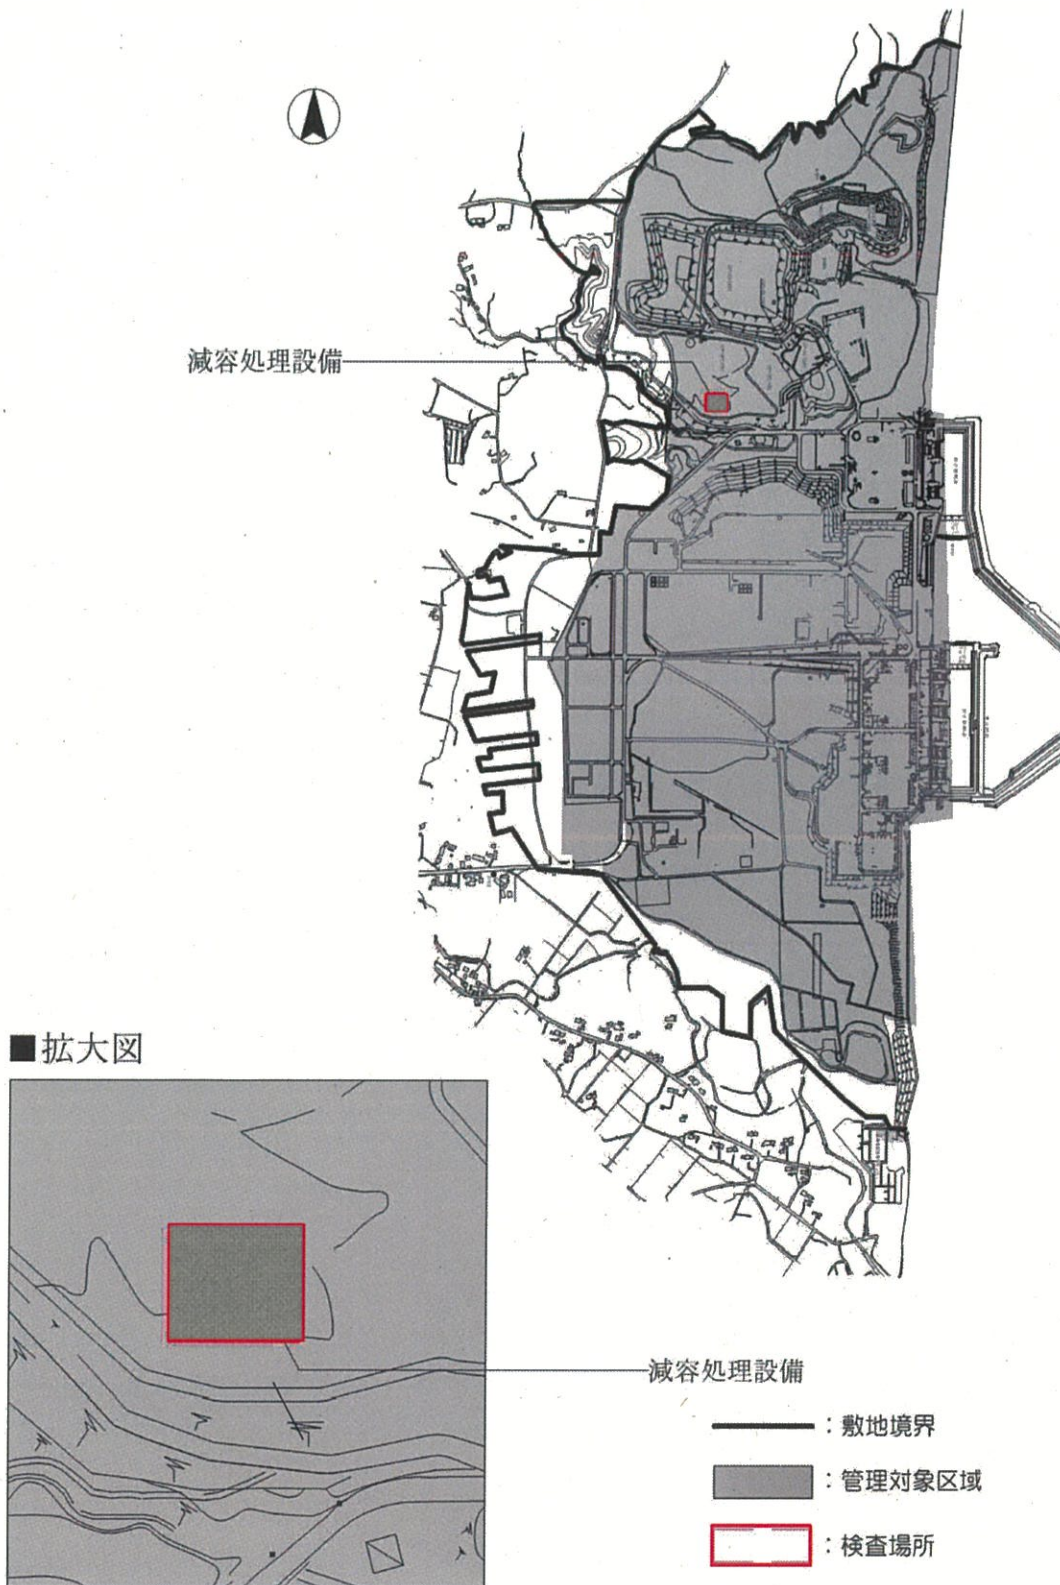 減容処理設備
■拡大図
減容処理設備
：敷地境界
：管理対象区域
：検査場所